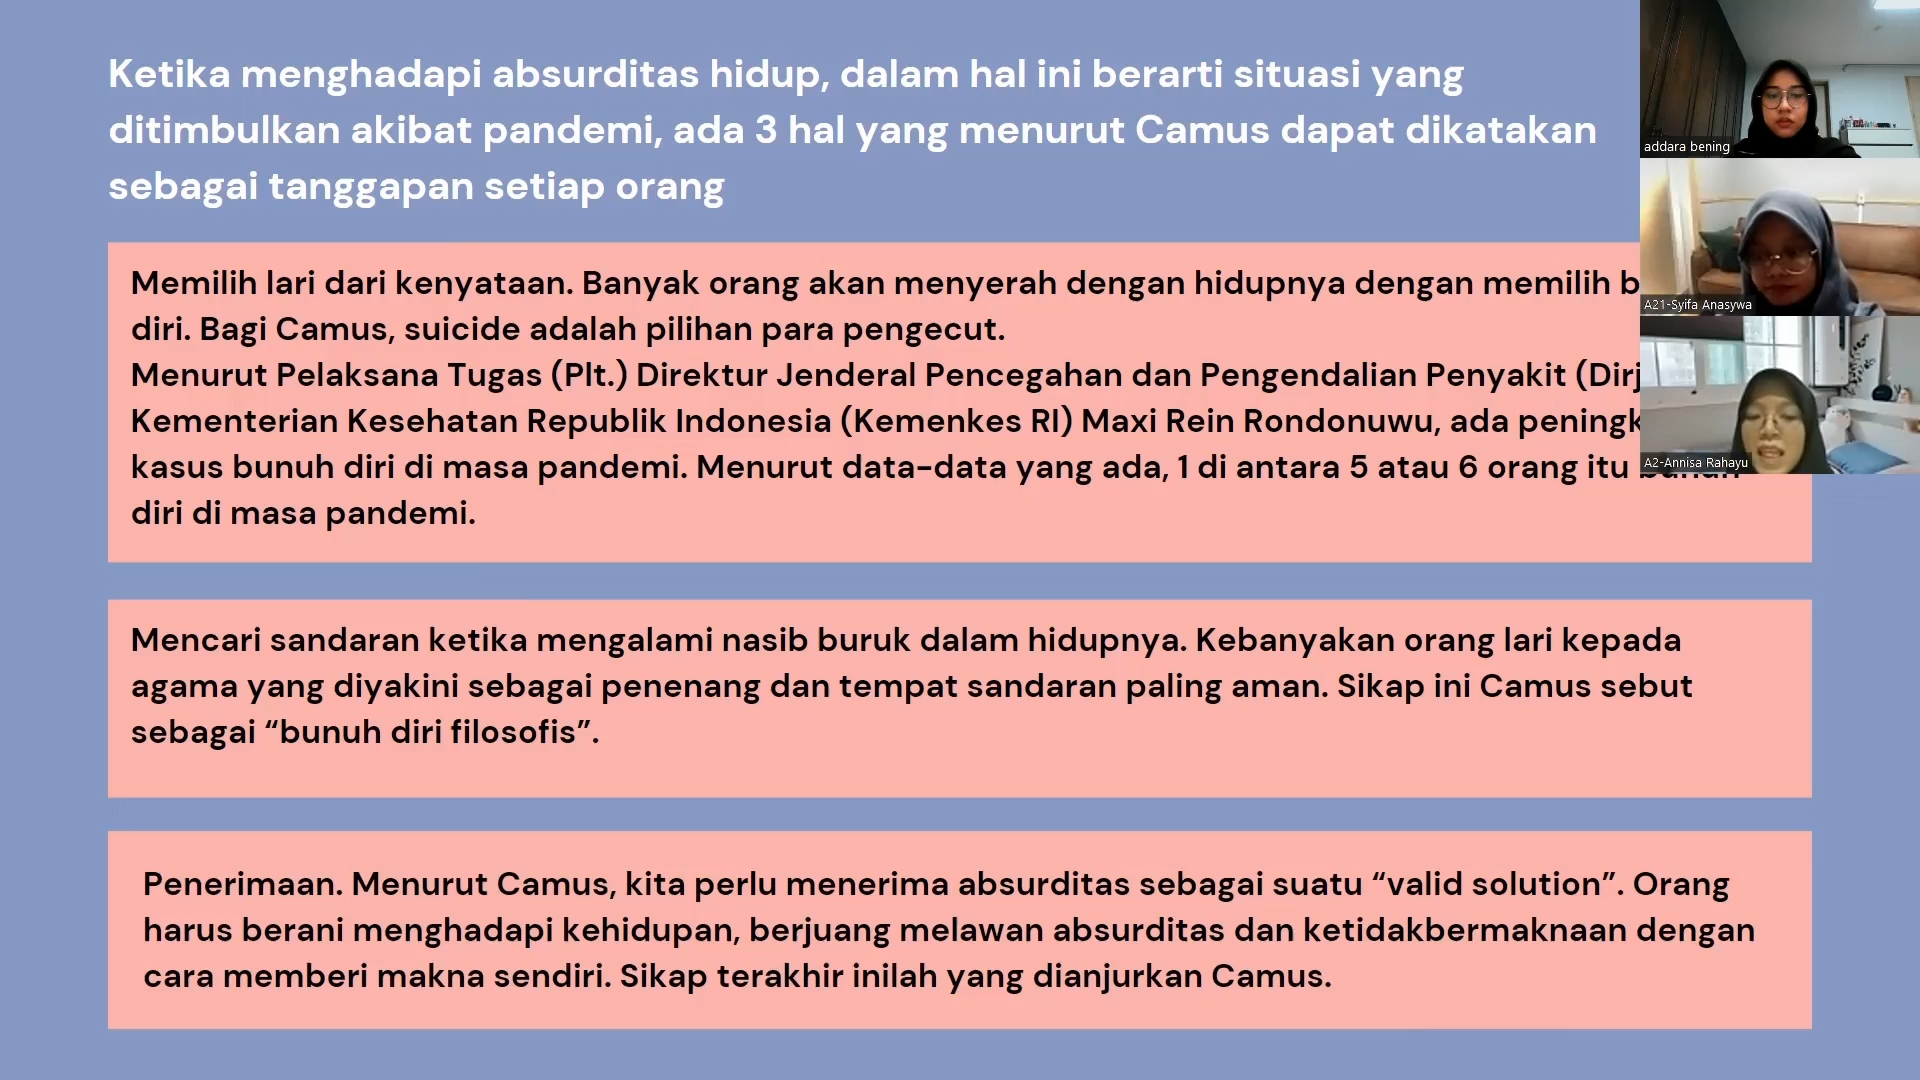 Ketika menghadapi absurditas hidup, dalam hal ini berarti situasi yang
ditimbulkan akibat pandemi, ada 3 hal yang menurut Camus dapat dikatakan
sebagai tanggapan setiap orang
Memilih lari dari kenyataan. Banyak orang akan menyerah dengan hidupnya dengan memilih
diri. Bagi Camus, suicide adalah pilihan para pengecut.
Menurut Pelaksana Tugas (Plt.) Direktur Jenderal Pencegahan dan Pengendalian Penyakit
Kementerian Kesehatan Republik Indonesia (Kemenkes RI) Maxi Rein Rondonuwu, ada
kasus bunuh diri di masa pandemi. Menurut data-data yang ada, 1 di antara 5 atau 6 orang itu
diri di masa pandemi.
Mencari sandaran ketika mengalami nasib buruk dalam hidupnya. Kebanyakan orang lari kepada
agama yang diyakini sebagai penenang dan tempat sandaran paling aman. Sikap ini Camus sebut
sebagai “bunuh diri filosofis”.
Penerimaan. Menurut Camus, kita perlu menerima absurditas sebagai suatu “valid solution”. Orang
harus berani menghadapi kehidupan, berjuang melawan absurditas dan ketidakbermaknaan dengan
cara memberi makna sendiri. Sikap terakhir inilah yang dianjurkan Camus.
addara bening
A21-Syifa Anasywa
A2-Annisa Rahayu